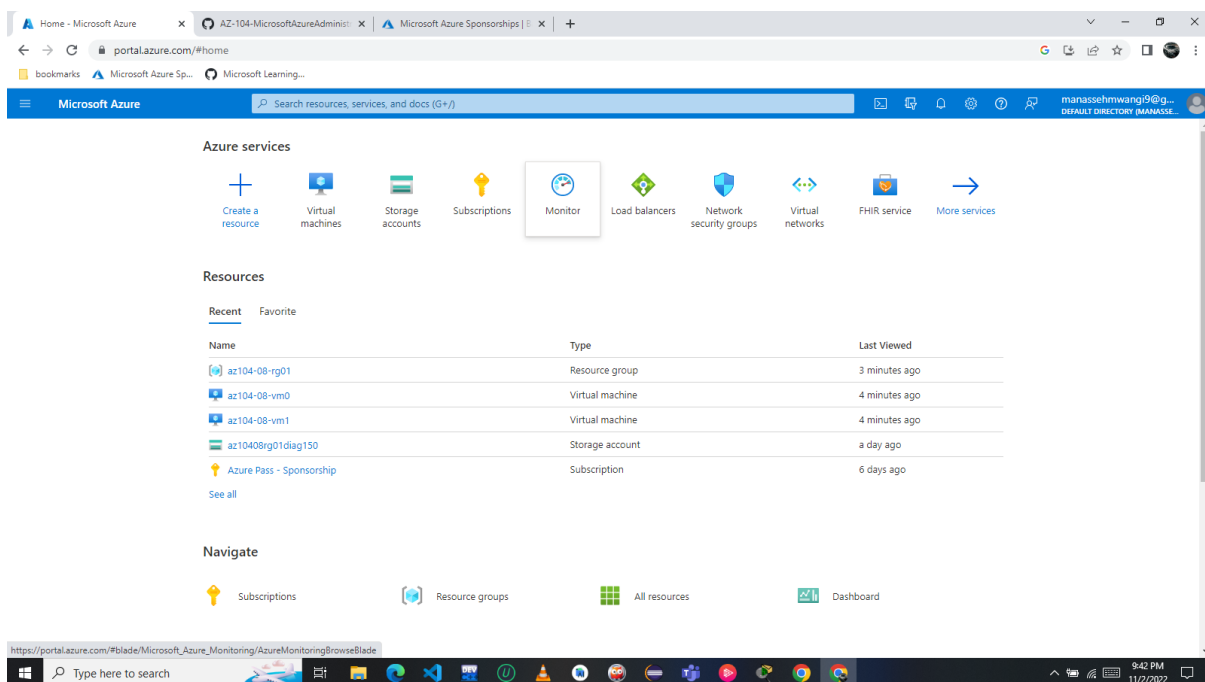 Home - Microsoft Azure
AZ-104-MicrosoftAzureAdminist
Microsoft Azure Sponsorships | B
portal.azure.com/#home
bookmarks Microsoft Azure Sp... Microsoft Learning...
Microsoft Azure
Search resources, services, and docs (G+/)
manassehmwangi9@g...
DEFAULT DIRECTORY (MANASSE...
Azure services
Create a resource
Virtual machines
Storage accounts
Subscriptions
Monitor
Load balancers
Network security groups
Virtual networks
FHIR service
More services
Resources
Recent Favorite
Name Type Last Viewed
az104-08-rg01 Resource group 3 minutes ago
az104-08-vm0 Virtual machine 4 minutes ago
az104-08-vm1 Virtual machine 4 minutes ago
az10408rg01diag150 Storage account a day ago
Azure Pass - Sponsorship Subscription 6 days ago
See all
Navigate
Subscriptions Resource groups All resources Dashboard
https://portal.azure.com/#blade/Microsoft_Azure_Monitoring/AzureMonitoringBrowseBlade
Type here to search
9:42 PM
11/2/2022